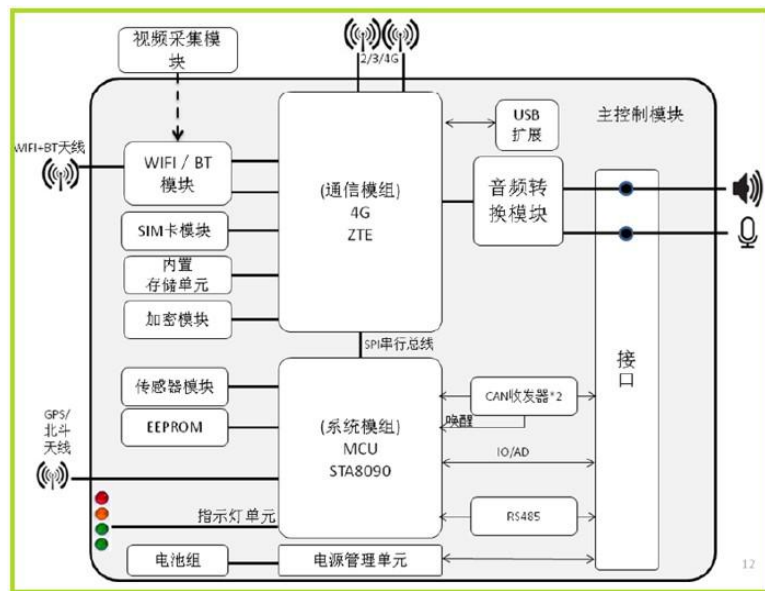 视频采集模
块
2/3/4G
USB
扩展
主控制模块
WIFI+BT天线
WIFI / BT
模块
(通信模组)
4G
ZTE
音频转
换模块
SIM卡模块
内置
存储单元
加密模块
SPI串行总线
接
口
传感器模块
CAN收发器*2
GPS/
北斗
天线
EEPROM
(系统模组)
MCU
STA8090
唤醒
IO/AD
指示灯单元
RS485
电池组
电源管理单元
12